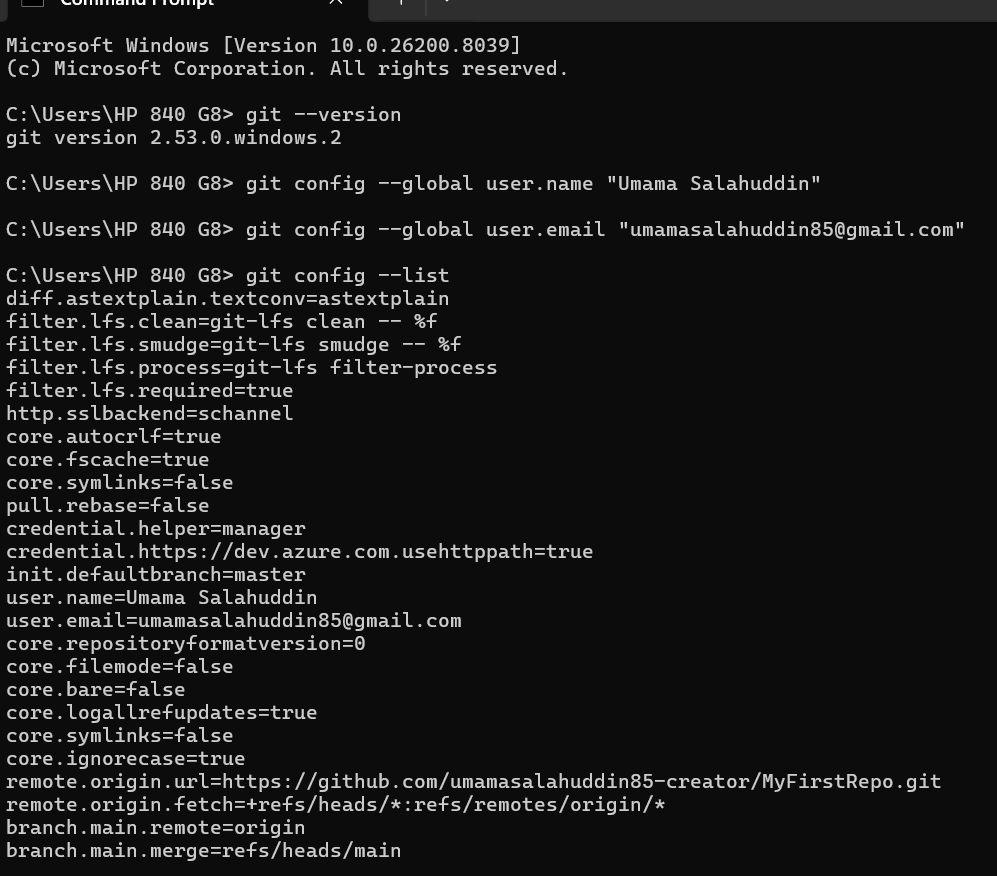 Command Prompt
Microsoft Windows [Version 10.0.26200.8039]
(c) Microsoft Corporation. All rights reserved.
C:\Users\HP 840 G8> git --version
git version 2.53.0.windows.2
C:\Users\HP 840 G8> git config --global user.name "Umama Salahuddin"
C:\Users\HP 840 G8> git config --global user.email "umamasalahuddin85@gmail.com"
C:\Users\HP 840 G8> git config --list
diff.astextplain.textconv=astextplain
filter.lfs.clean=git-lfs clean -- %f
filter.lfs.smudge=git-lfs smudge -- %f
filter.lfs.process=git-lfs filter-process
filter.lfs.required=true
http.sslbackend=schannel
core.autocrlf=true
core.fscache=true
core.symlinks=false
pull.rebase=false
credential.helper=manager
credential.https://dev.azure.com.usehttppath=true
init.defaultbranch=master
user.name=Umama Salahuddin
user.email=umamasalahuddin85@gmail.com
core.repositoryformatversion=0
core.filemode=false
core.bare=false
core.logallrefupdates=true
core.symlinks=false
core.ignorecase=true
remote.origin.url=https://github.com/umamasalahuddin85-creator/MyFirstRepo.git
remote.origin.fetch=+refs/heads/*:refs/remotes/origin/*
branch.main.remote=origin
branch.main.merge=refs/heads/main